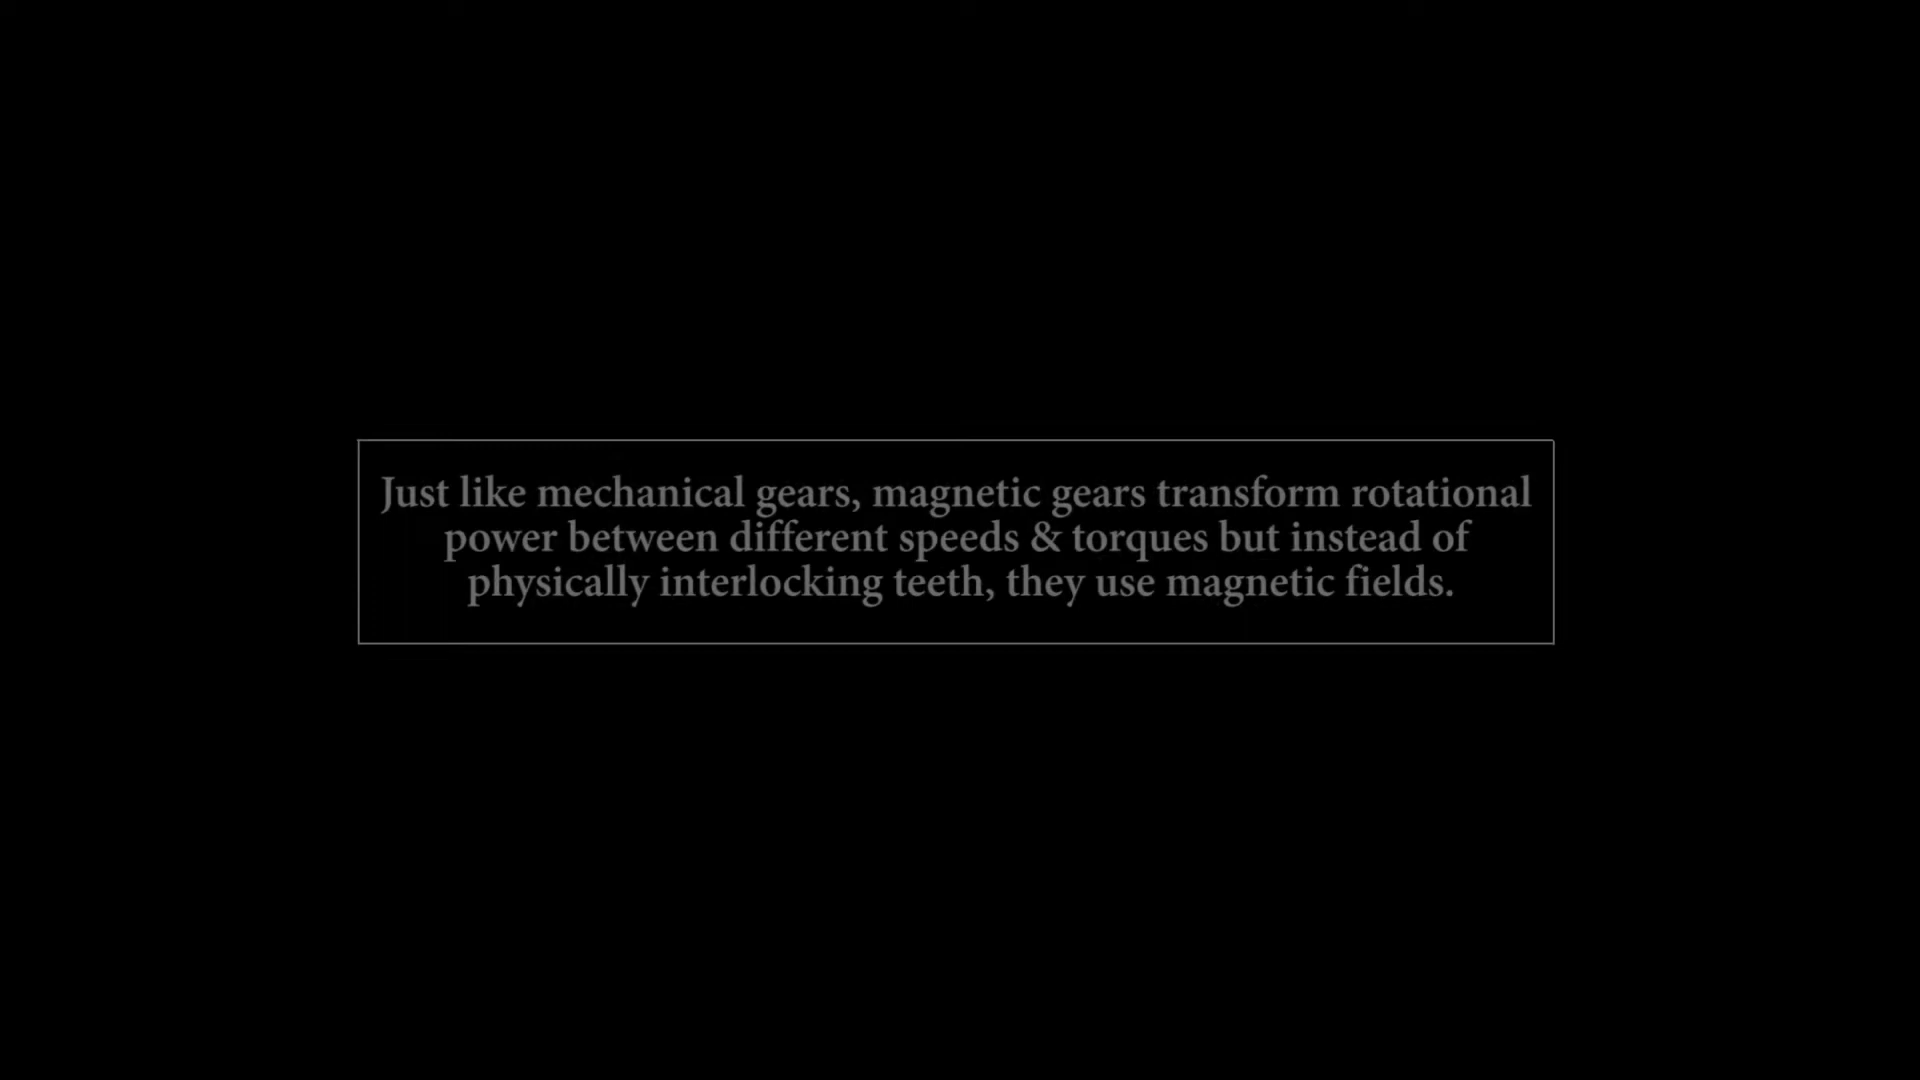 Just like mechanical gears, magnetic gears transform rotational
power between different speeds & torques but instead of
physically interlocking teeth, they use magnetic fields.